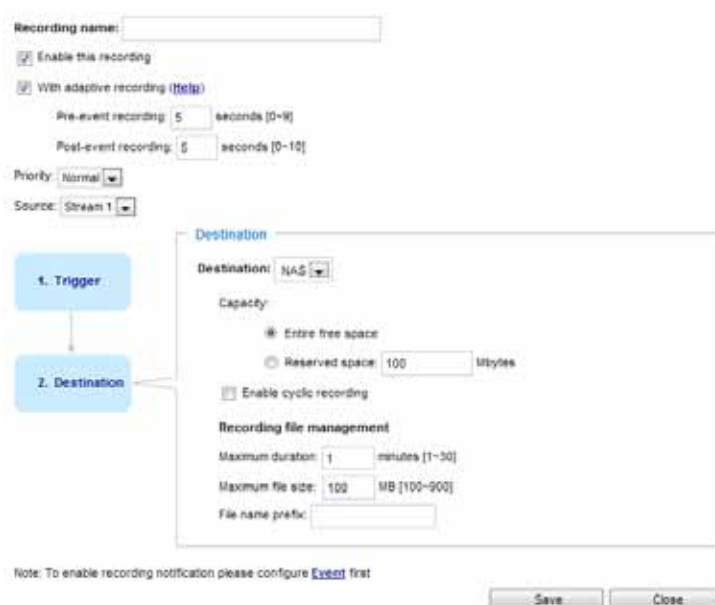 Recording name:
Enable this recording
With adaptive recording (Help)
Pre-event recording: 5 seconds [0~9]
Post-event recording: 5 seconds [0~10]
Priority: Normal
Source: Stream 1
1. Trigger
2. Destination
Destination
Destination: NAS
Capacity:
Entire free space
Reserved space: 100 Mbytes
Enable cyclic recording
Recording file management
Maximum duration: 1 minutes [1~30]
Maximum file size: 100 MB [100~900]
File name prefix:
Note: To enable recording notification please configure Event first
Save Close